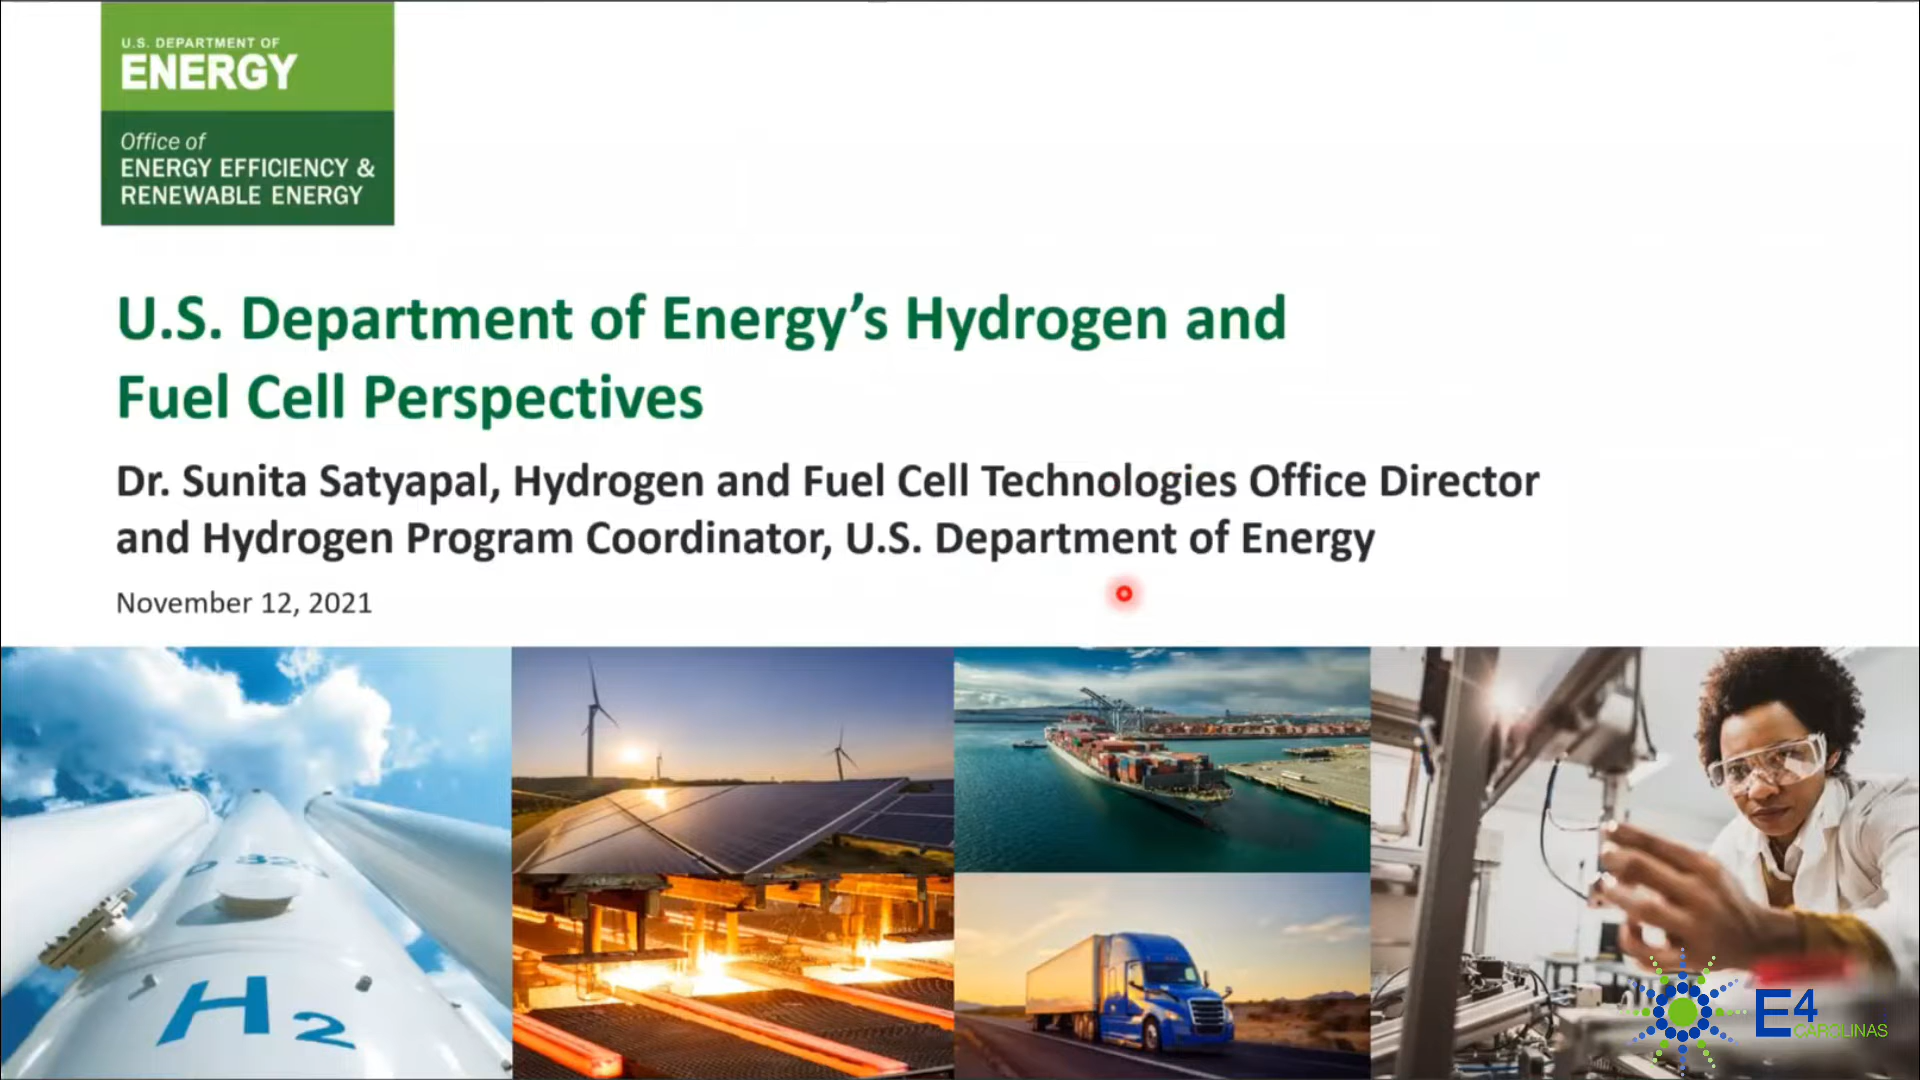 U.S. DEPARTMENT OF
ENERGY
Office of
ENERGY EFFICIENCY &
RENEWABLE ENERGY
U.S. Department of Energy’s Hydrogen and
Fuel Cell Perspectives
Dr. Sunita Satyapal, Hydrogen and Fuel Cell Technologies Office Director
and Hydrogen Program Coordinator, U.S. Department of Energy
November 12, 2021
H2
E4
CAROLINAS